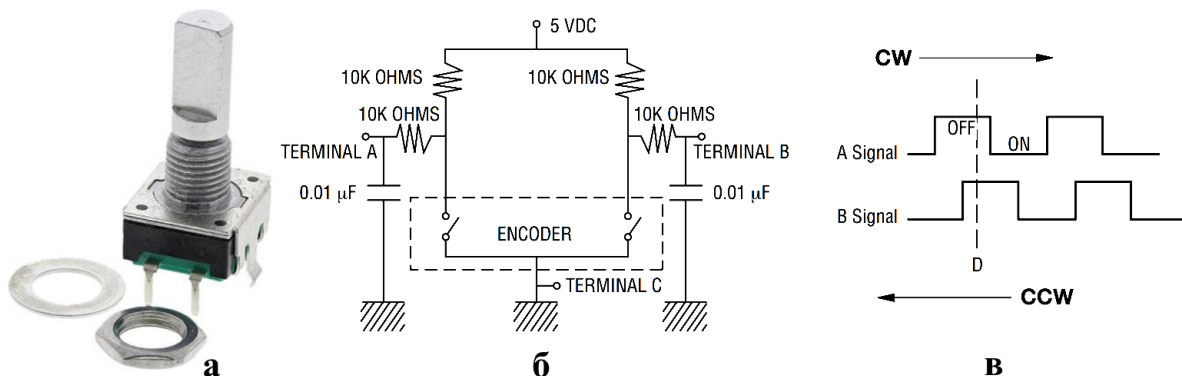 5 VDC
10K OHMS 10K OHMS
10K OHMS 10K OHMS
TERMINAL A TERMINAL B
0.01 µF 0.01 µF
ENCODER
TERMINAL C
CW
OFF
ON
A Signal
B Signal
D
CCW
а б в